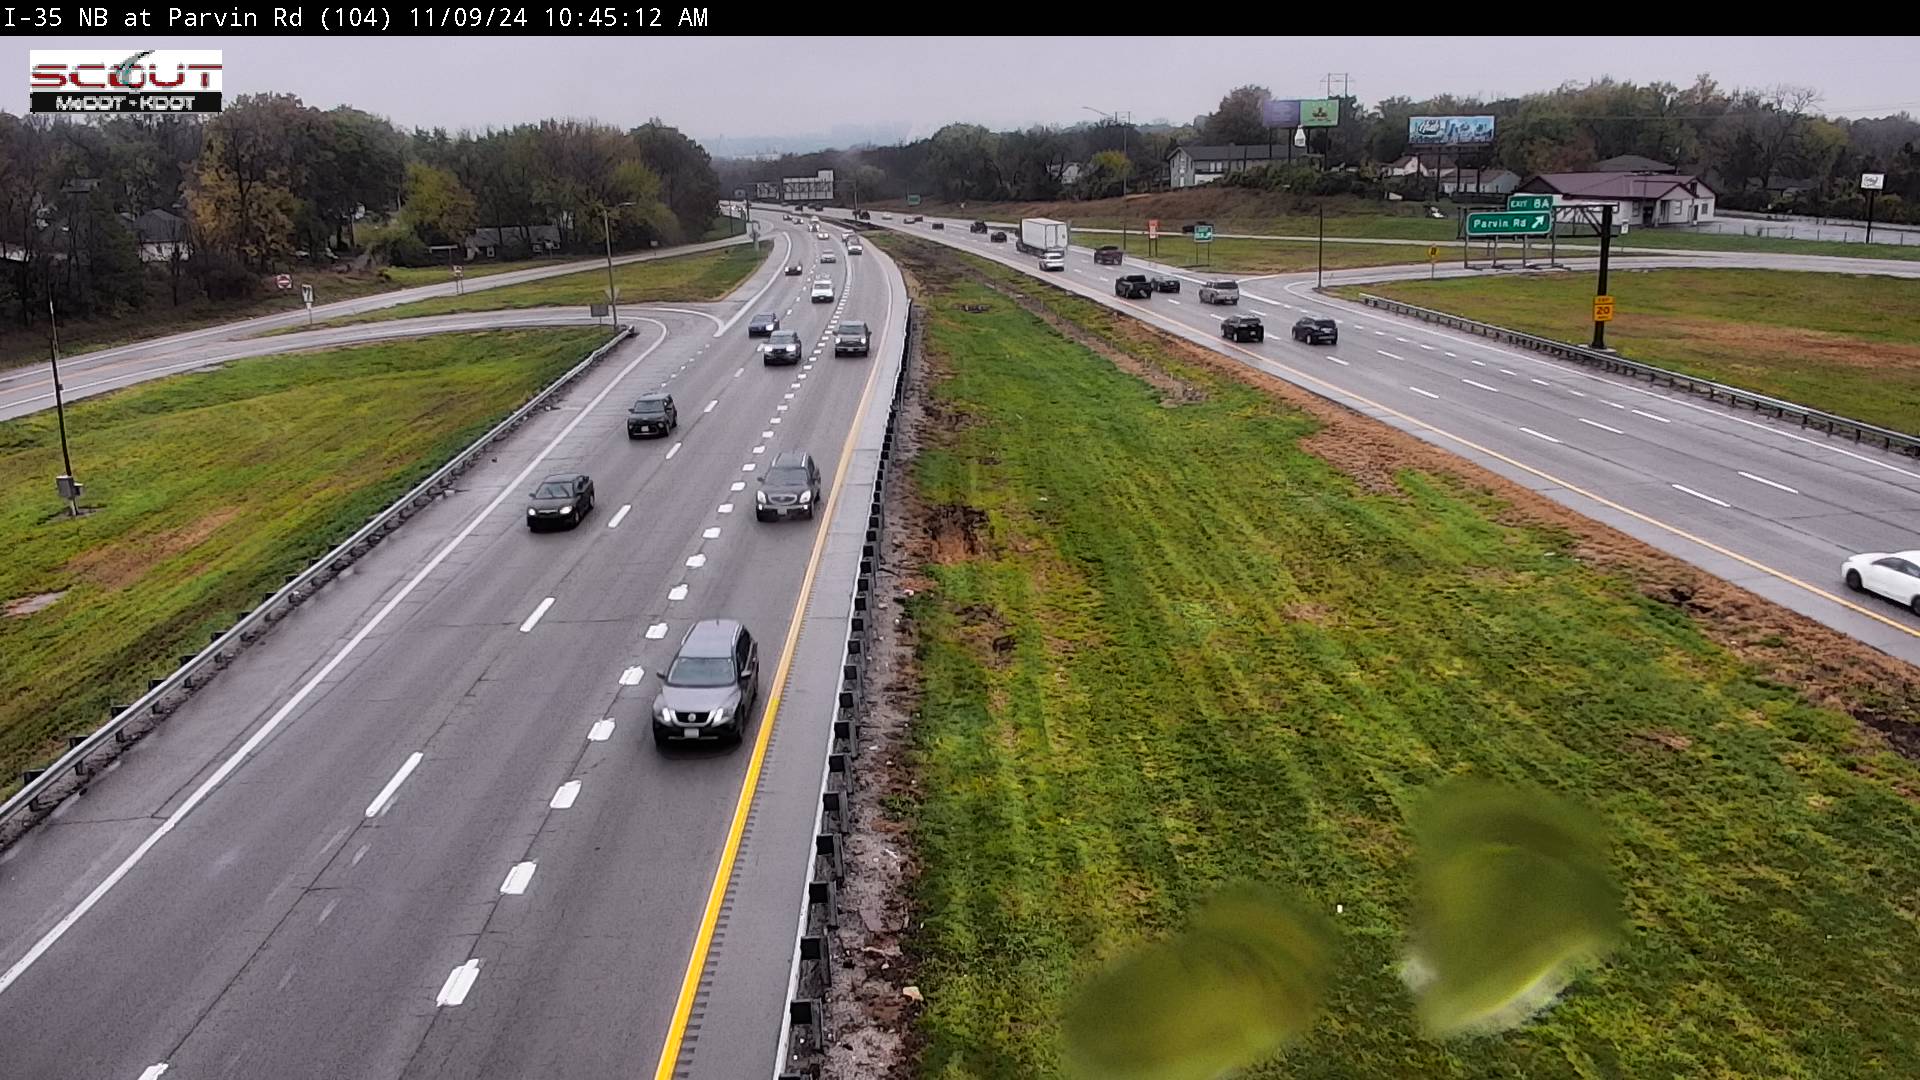 I-35 NB at Parvin Rd (104) 11/09/24 10:45:12 AM
SCOUT
MoDOT - KDOT
EXIT 8A
Parvin Rd
20